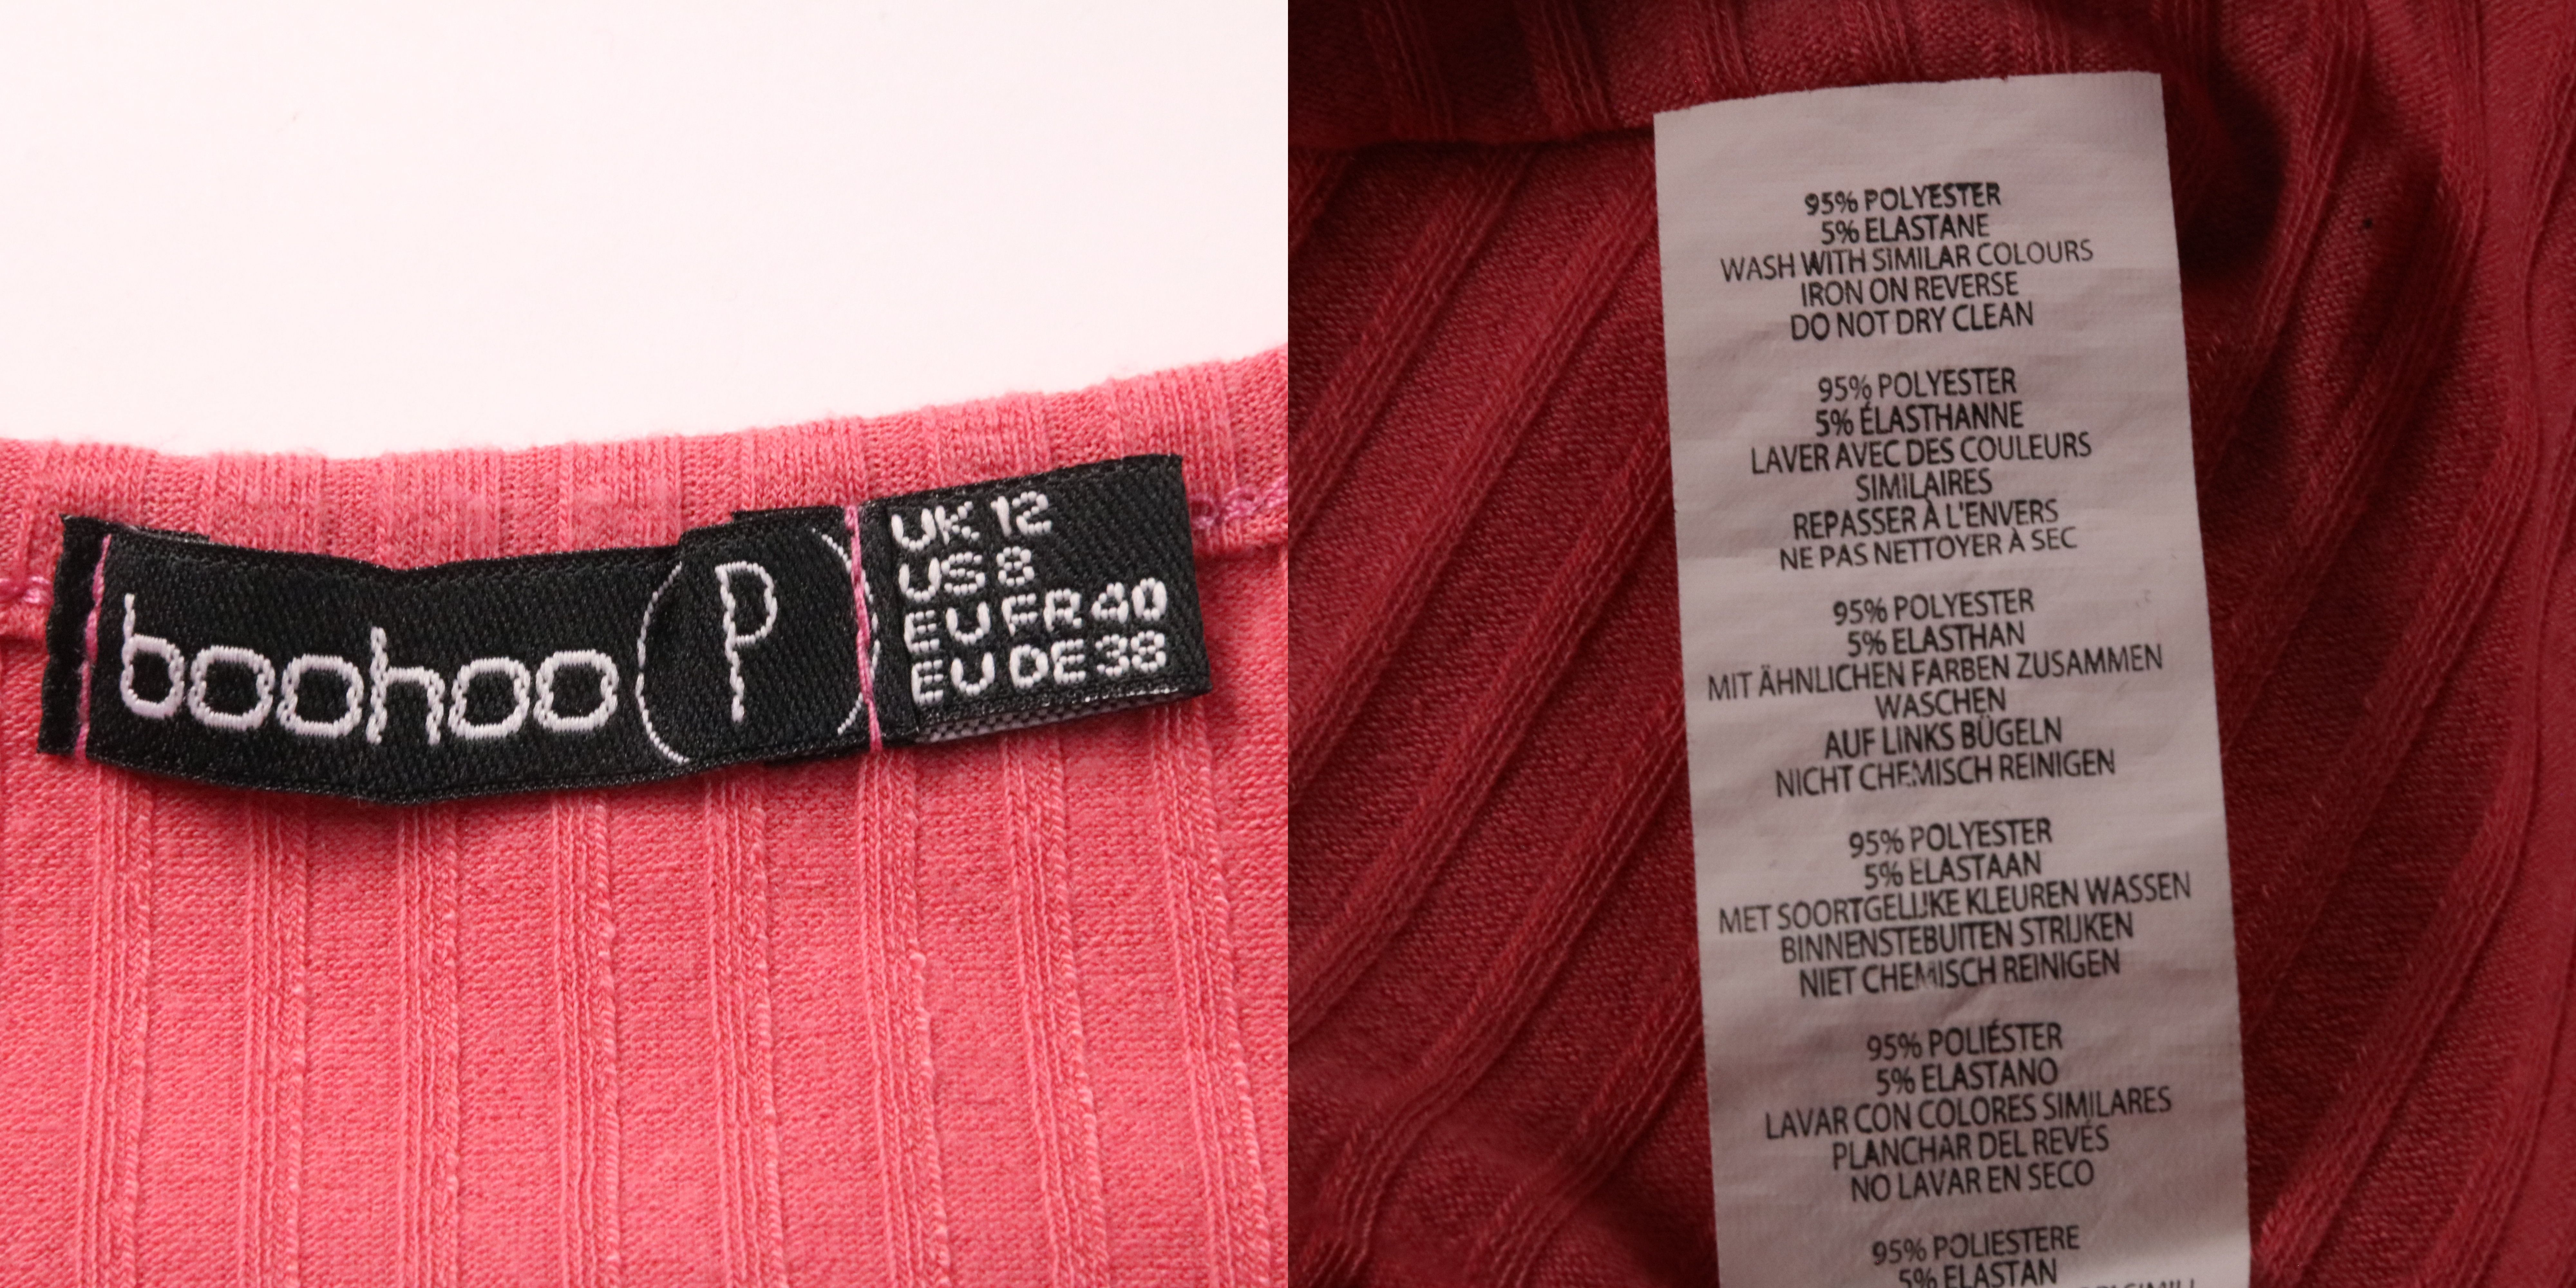 boohoo
P
UK 12
US 8
EU FR 40
EU DE 38
95% POLYESTER
5% ELASTANE
WASH WITH SIMILAR COLOURS
IRON ON REVERSE
DO NOT DRY CLEAN
95% POLYESTER
5% ÉLASTHANNE
LAVER AVEC DES COULEURS
SIMILAIRES
REPASSER À L'ENVERS
NE PAS NETTOYER À SEC
95% POLYESTER
5% ELASTHAN
MIT ÄHNLICHEN FARBEN ZUSAMMEN
WASCHEN
AUF LINKS BÜGELN
NICHT CHEMISCH REINIGEN
95% POLYESTER
5% ELASTAAN
MET SOORTGELIJKE KLEUREN WASSEN
BINNENSTEBUITEN STRIJKEN
NIET CHEMISCH REINIGEN
95% POLIÉSTER
5% ELASTANO
LAVAR CON COLORES SIMILARES
PLANCHAR DEL REVÉS
NO LAVAR EN SECO
95% POLIESTERE
5% ELASTAN